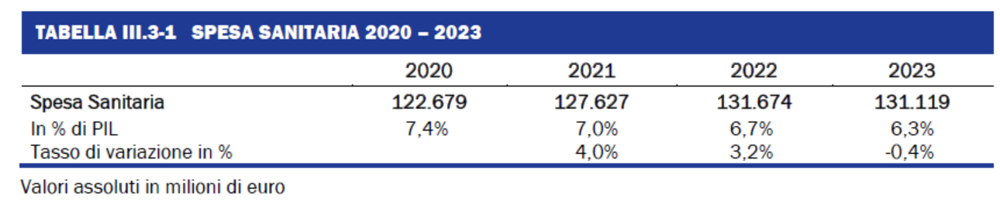 TABELLA III.3-1 SPESA SANITARIA 2020 – 2023
2020 2021 2022 2023
Spesa Sanitaria 122.679 127.627 131.674 131.119
In % di PIL 7,4% 7,0% 6,7% 6,3%
Tasso di variazione in % 4,0% 3,2% -0,4%
Valori assoluti in milioni di euro